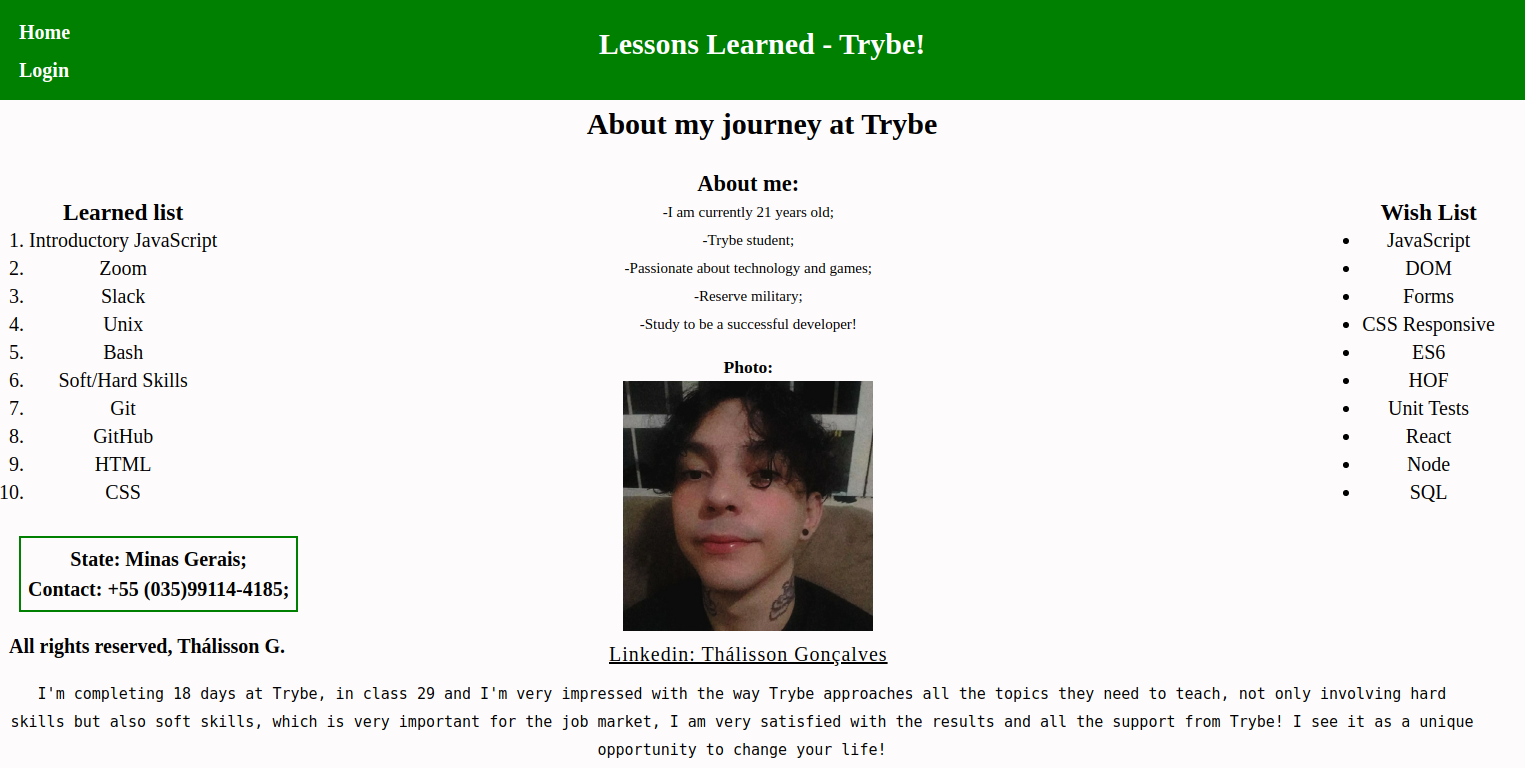 Home
Login
Lessons Learned - Trybe!
About my journey at Trybe
Learned list
1. Introductory JavaScript
2. Zoom
3. Slack
4. Unix
5. Bash
6. Soft/Hard Skills
7. Git
8. GitHub
9. HTML
10. CSS
State: Minas Gerais;
Contact: +55 (035)99114-4185;
All rights reserved, Thálisson G.
About me:
-I am currently 21 years old;
-Trybe student;
-Passionate about technology and games;
-Reserve military;
-Study to be a successful developer!
Photo:
Linkedin: Thálisson Gonçalves
Wish List
• JavaScript
• DOM
• Forms
• CSS Responsive
• ES6
• HOF
• Unit Tests
• React
• Node
• SQL
I'm completing 18 days at Trybe, in class 29 and I'm very impressed with the way Trybe approaches all the topics they need to teach, not only involving hard
skills but also soft skills, which is very important for the job market, I am very satisfied with the results and all the support from Trybe! I see it as a unique
opportunity to change your life!